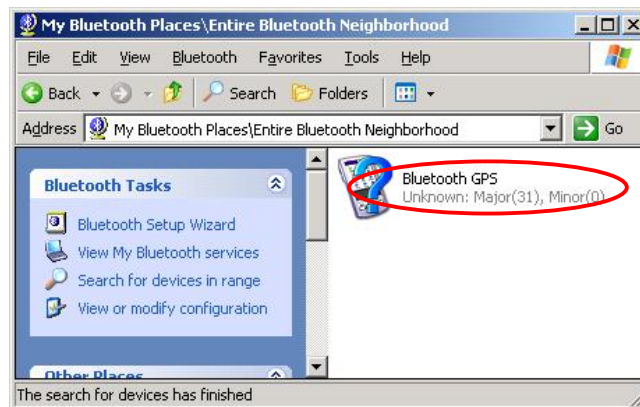 My Bluetooth Places\Entire Bluetooth Neighborhood
File Edit View Bluetooth Favorites Tools Help
Back Search Folders
Address My Bluetooth Places\Entire Bluetooth Neighborhood Go
Bluetooth Tasks
Bluetooth Setup Wizard
View My Bluetooth services
Search for devices in range
View or modify configuration
Other Places
Bluetooth GPS
Unknown: Major(31), Minor(0)
The search for devices has finished